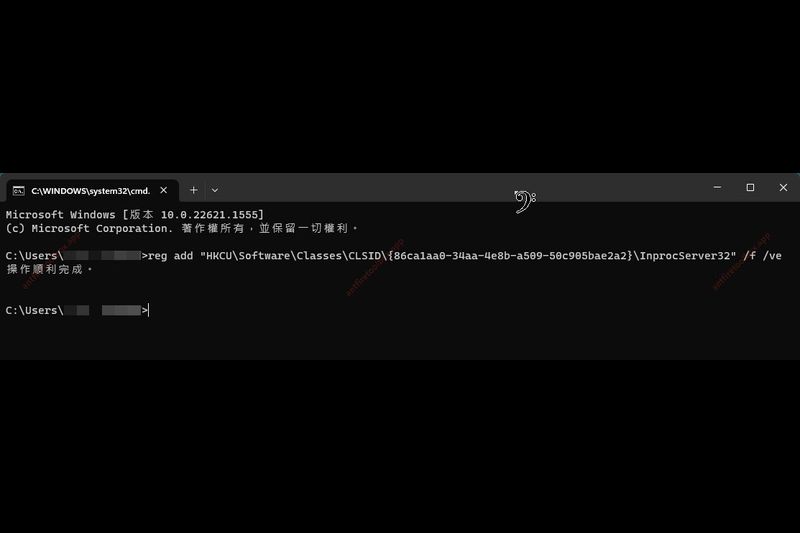 C:\WINDOWS\system32\cmd.
Microsoft Windows [版本 10.0.22621.1555]
(c) Microsoft Corporation. 著作權所有，並保留一切權利。
C:\Users\ >reg add "HKCU\Software\Classes\CLSID\{86ca1aa0-34aa-4e8b-a509-50c905bae2a2}\InprocServer32" /f /ve
操作順利完成。
C:\Users\ >